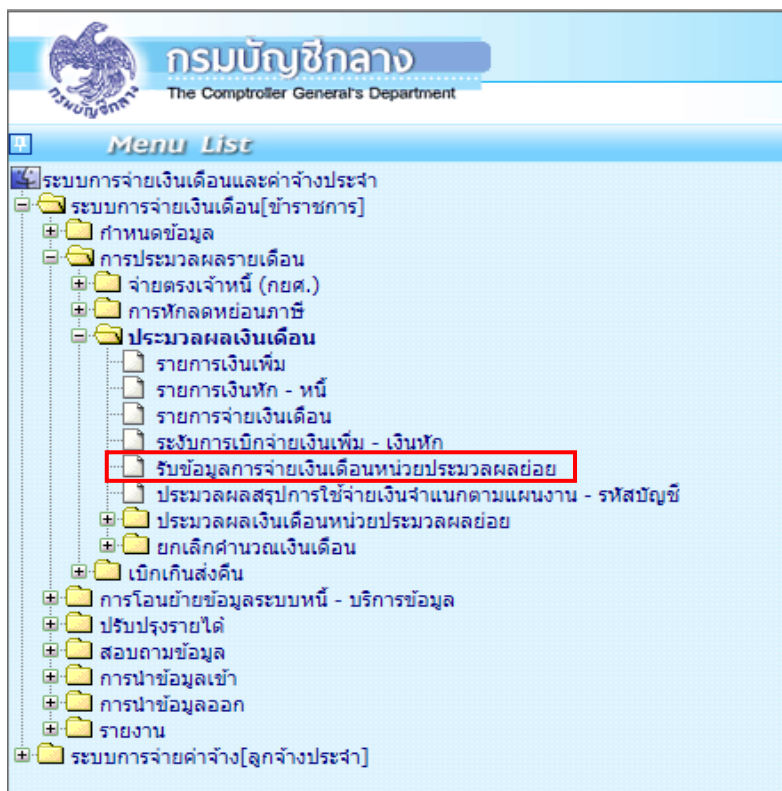 กรมบัญชีกลาง
The Comptroller General's Department
กรมบัญชีกลาง
Menu List
ระบบการจ่ายเงินเดือนและค่าจ้างประจำ
ระบบการจ่ายเงินเดือน[ข้าราชการ]
กำหนดข้อมูล
การประมวลผลรายเดือน
จ่ายตรงเจ้าหนี้ (กยศ.)
การหักลดหย่อนภาษี
ประมวลผลเงินเดือน
รายการเงินเพิ่ม
รายการเงินหัก - หนี้
รายการจ่ายเงินเดือน
ระงับการเบิกจ่ายเงินเพิ่ม - เงินหัก
รับข้อมูลการจ่ายเงินเดือนหน่วยประมวลผลย่อย
ประมวลผลสรุปการใช้จ่ายเงินจำแนกตามแผนงาน - รหัสบัญชี
ประมวลผลเงินเดือนหน่วยประมวลผลย่อย
ยกเลิกคำนวณเงินเดือน
เบิกเกินส่งคืน
การโอนย้ายข้อมูลระบบหนี้ - บริการข้อมูล
ปรับปรุงรายได้
สอบถามข้อมูล
การนำข้อมูลเข้า
การนำข้อมูลออก
รายงาน
ระบบการจ่ายค่าจ้าง[ลูกจ้างประจำ]